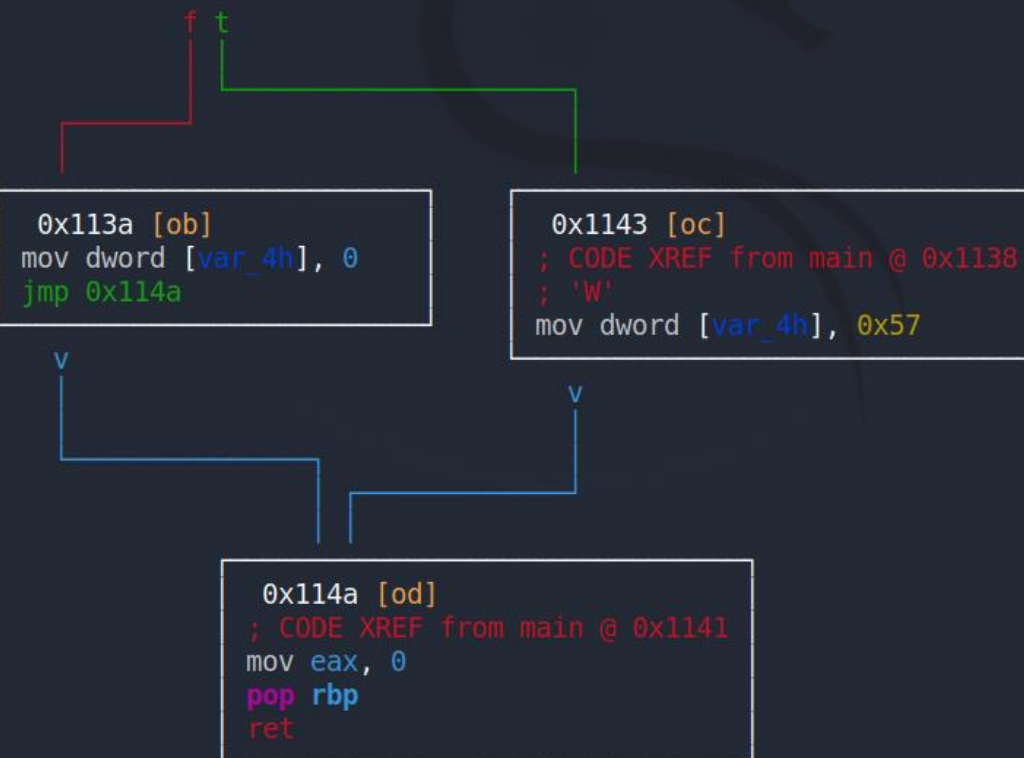 f t
0x113a [ob]
mov dword [var_4h], 0
jmp 0x114a
v
0x1143 [oc]
; CODE XREF from main @ 0x1138
; 'W'
mov dword [var_4h], 0x57
v
0x114a [od]
; CODE XREF from main @ 0x1141
mov eax, 0
pop rbp
ret